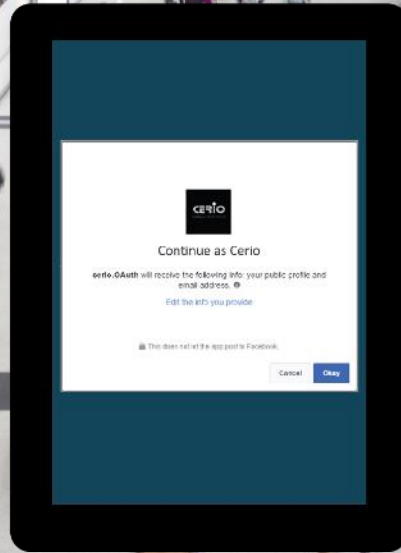 CERIO
Continue as Cerio
cerio.OAuth will receive the following info: your public profile and
email address.
Edit the info you provide
This does not let the app post to Facebook.
Cancel
Okay